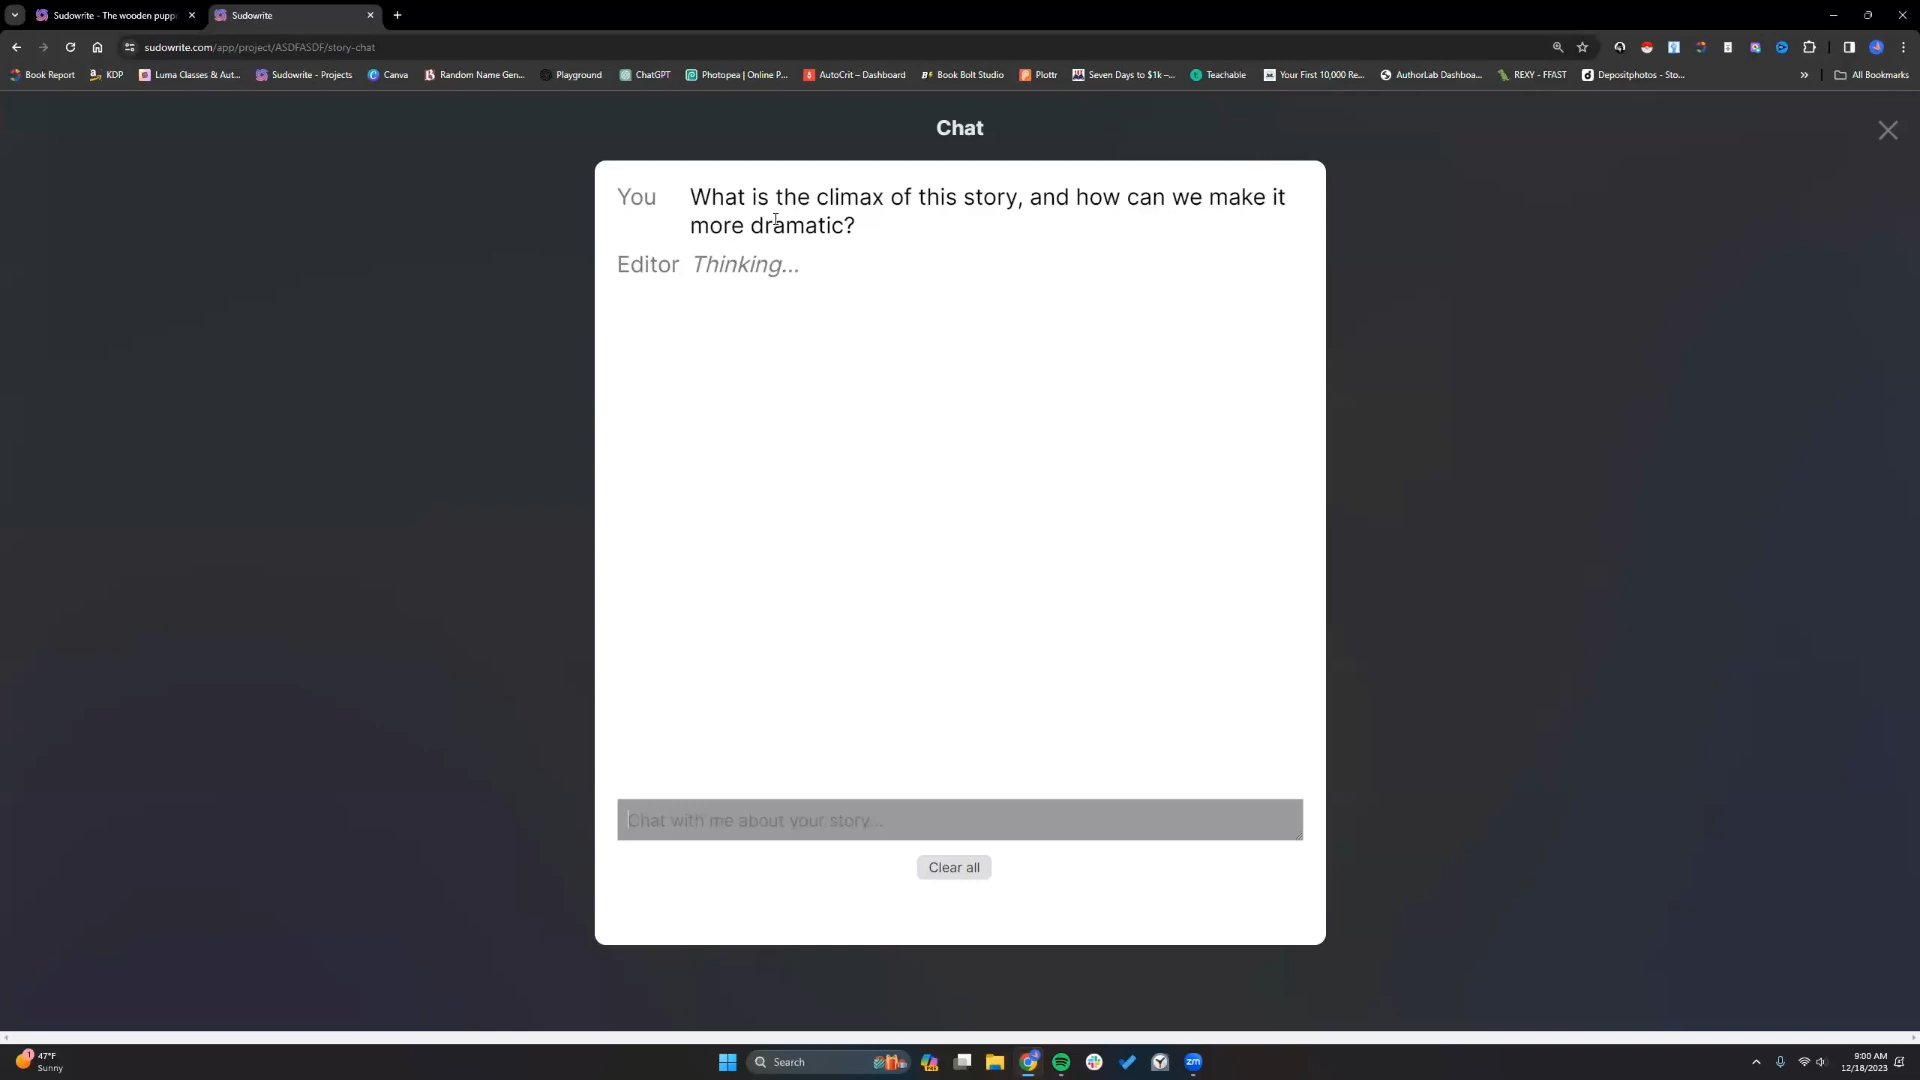 Sudowrite - The wooden pupp
Sudowrite
sudowrite.com/app/project/ASDFASDF/story-chat
Book Report
KDP
Luma Classes & Aut...
Sudowrite - Projects
Canva
Random Name Gen...
Playground
ChatGPT
Photopea | Online P...
AutoCrit – Dashboard
Book Bolt Studio
Plottr
Seven Days to $1k –...
Teachable
Your First 10,000 Re...
AuthorLab Dashboa...
REXY - FFAST
Depositphotos - Sto...
All Bookmarks
Chat
You What is the climax of this story, and how can we make it
more dramatic?
Editor Thinking...
Chat with me about your story...
Clear all
47°F
Sunny
Search
zm
9:00 AM
12/18/2023